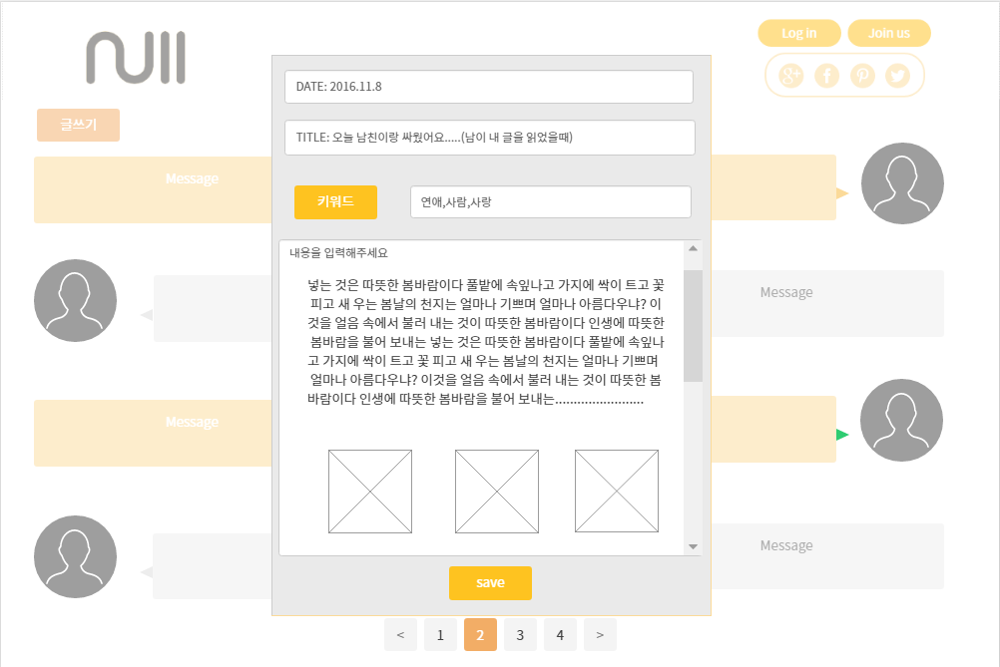 Log in
Join us
글쓰기
DATE: 2016.11.8
TITLE: 오늘 남친이랑 싸웠어요.....(남이 내 글을 읽었을때)
Message
키워드
연애,사람,사랑
내용을 입력해주세요
넣는 것은 따뜻한 봄바람이다 풀밭에 속잎나고 가지에 싹이 트고 꽃
피고 새 우는 봄날의 천지는 얼마나 기쁘며 얼마나 아름다우냐? 이
것을 얼음 속에서 불러 내는 것이 따뜻한 봄바람이다 인생에 따뜻한
봄바람을 불어 보내는 넣는 것은 따뜻한 봄바람이다 풀밭에 속잎나
고 가지에 싹이 트고 꽃 피고 새 우는 봄날의 천지는 얼마나 기쁘며
얼마나 아름다우냐? 이것을 얼음 속에서 불러 내는 것이 따뜻한 봄
바람이다 인생에 따뜻한 봄바람을 불어 보내는........................
Message
Message
Message
save
< 1 2 3 4 >